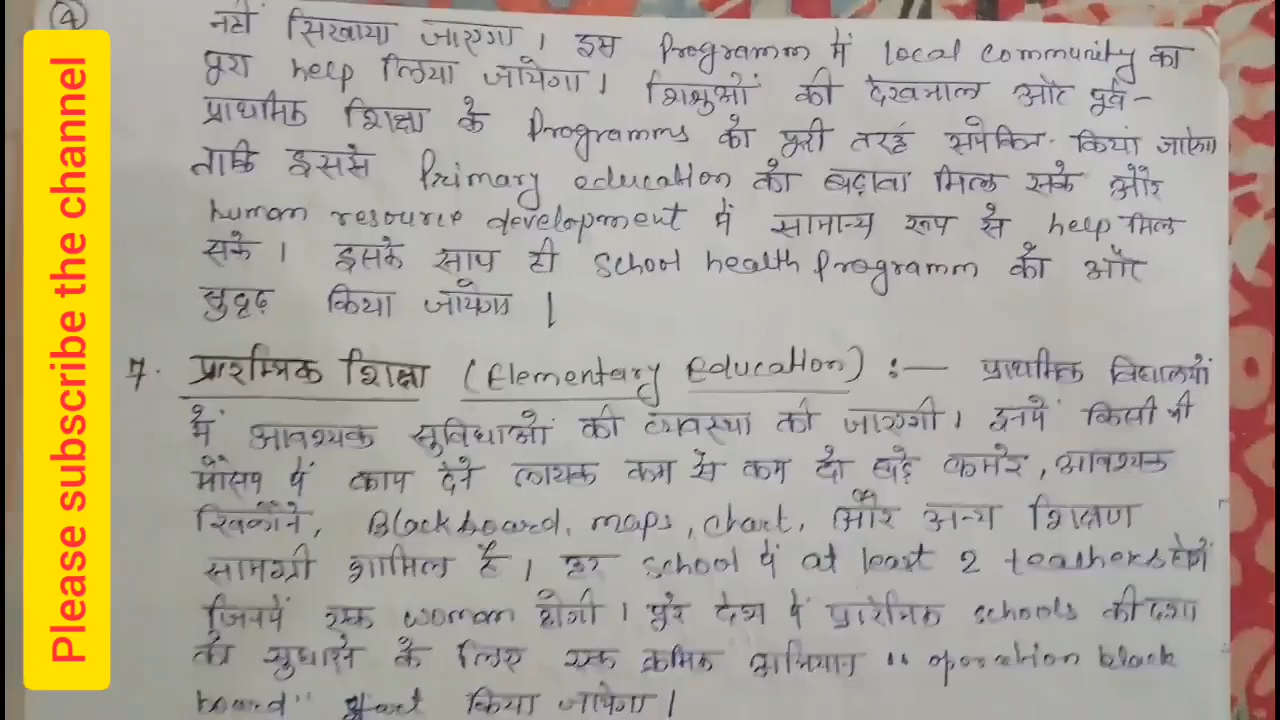 Please subscribe the channel
④
नहीं सिखाया जाएगा। इस Programm में local community का
पूरा help लिया जायेगा। शिशुओं की देखभाल और पूर्व-
प्राथमिक शिक्षा के Programms को पूरी तरह किया जाएगा
ताकि इससे Primary education को बढ़ावा मिल सके और
human resource development में सामान्य रूप से help मिल
सके। इसके साथ ही School health Programm को और
सुदृढ़ किया जायेगा।
7. प्रारम्भिक शिक्षा (Elementary Education) :— प्राथमिक विद्यालयों
में आवश्यक सुविधाओं की व्यवस्था की जाएगी। इनमें किसी भी
मौसम में काम देने लायक कम से कम दो बड़े कमरे, आवश्यक
खिलौने, Blackboard, maps, chart, और अन्य शिक्षण
सामग्री शामिल है। हर school में at least 2 teachers होंगे
जिनमें एक woman होगी। पूरे देश में प्रारंभिक schools की दशा
को सुधारने के लिए एक क्रमिक अभियान "operation black
board" start किया जायेगा।